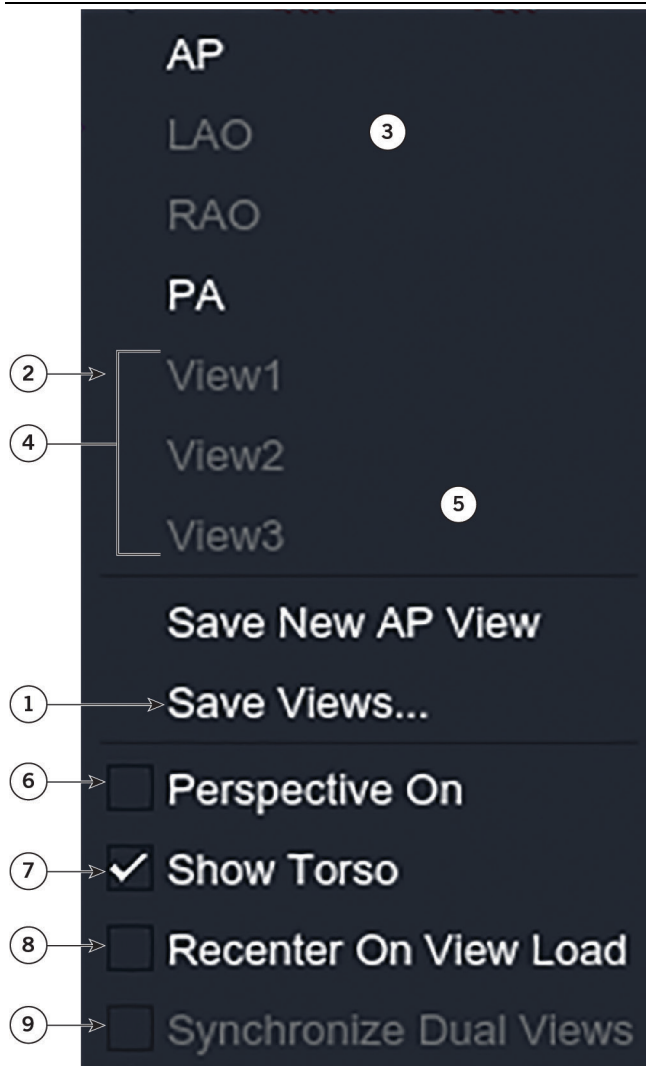 AP
LAO 3
RAO
PA
2 View1
4 View2
5
View3
Save New AP View
1 Save Views...
6 Perspective On
7 Show Torso
8 Recenter On View Load
9 Synchronize Dual Views